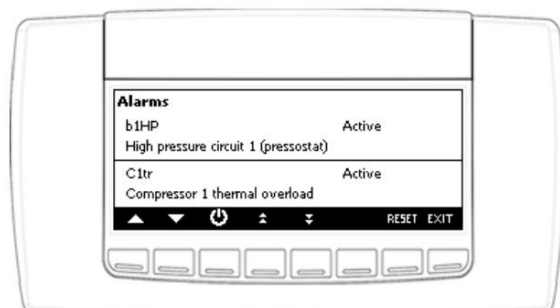 Alarms
b1HP Active
High pressure circuit 1 (pressostat)
C1tr Active
Compressor 1 thermal overload
RESET EXIT